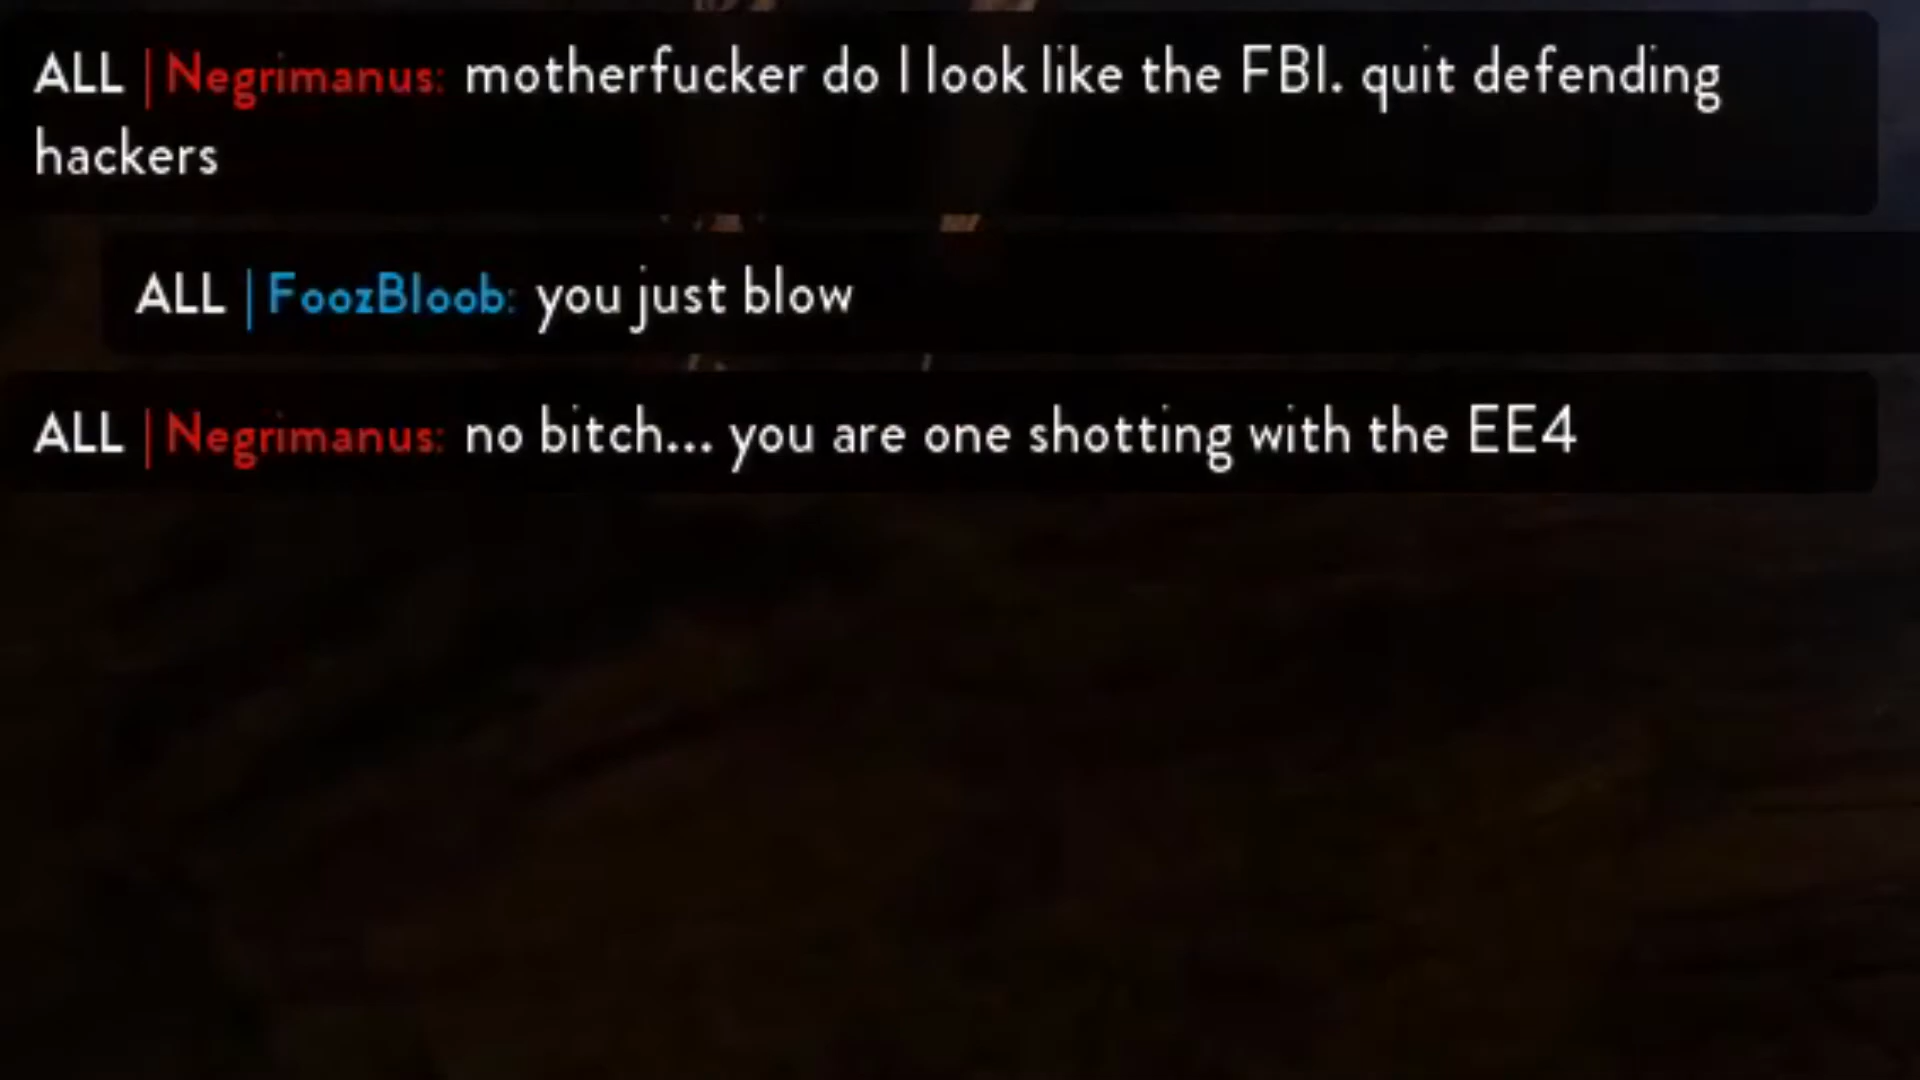 ALL | Negrimanus: motherfucker do I look like the FBI. quit defending
hackers
ALL | FoozBloob: you just blow
ALL | Negrimanus: no bitch... you are one shotting with the EE4